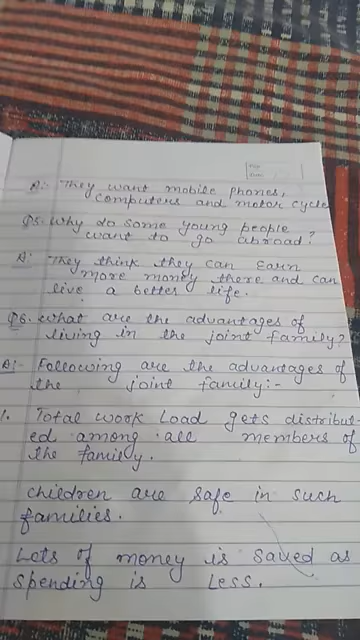 A:- They want mobile phones,
computers and motor cycle
Q5. Why do some young people
want to go abroad?
A:- They think they can earn
more money there and can
live a better life.
Q6. What are the advantages of
living in the joint family?
A:- Following are the advantages of
the joint family:-
1. Total work load gets distribut-
ed among all members of
the family.
children are safe in such
families.
Lots of money is saved as
spending is less.